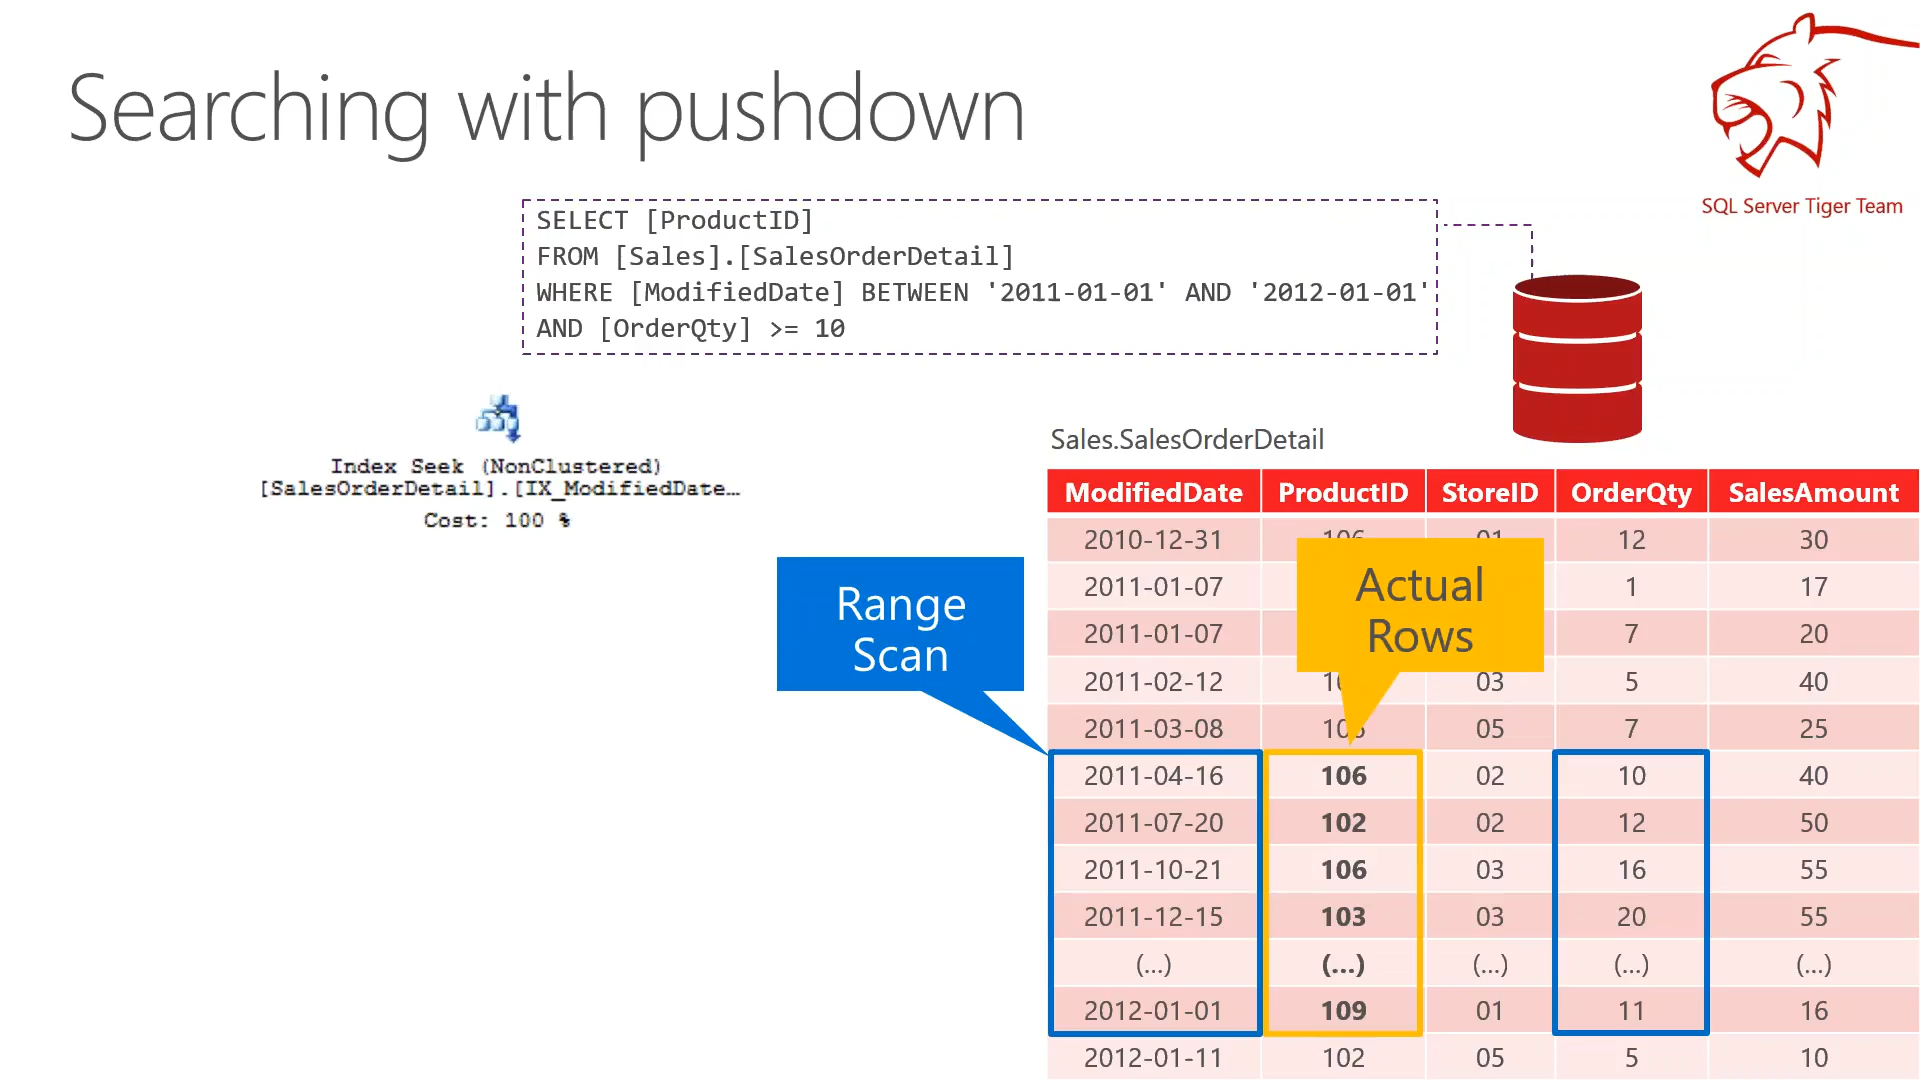 Searching with pushdown
SQL Server Tiger Team
SELECT [ProductID]
FROM [Sales].[SalesOrderDetail]
WHERE [ModifiedDate] BETWEEN '2011-01-01' AND '2012-01-01'
AND [OrderQty] >= 10
Index Seek (NonClustered)
[SalesOrderDetail].[IX_ModifiedDate…
Cost: 100 %
Range
Scan
Actual
Rows
Sales.SalesOrderDetail
ModifiedDate ProductID StoreID OrderQty SalesAmount
2010-12-31 12 30
2011-01-07 1 17
2011-01-07 7 20
2011-02-12 03 5 40
2011-03-08 05 7 25
2011-04-16 106 02 10 40
2011-07-20 102 02 12 50
2011-10-21 106 03 16 55
2011-12-15 103 03 20 55
(...) (...) (...) (...) (...)
2012-01-01 109 01 11 16
2012-01-11 102 05 5 10